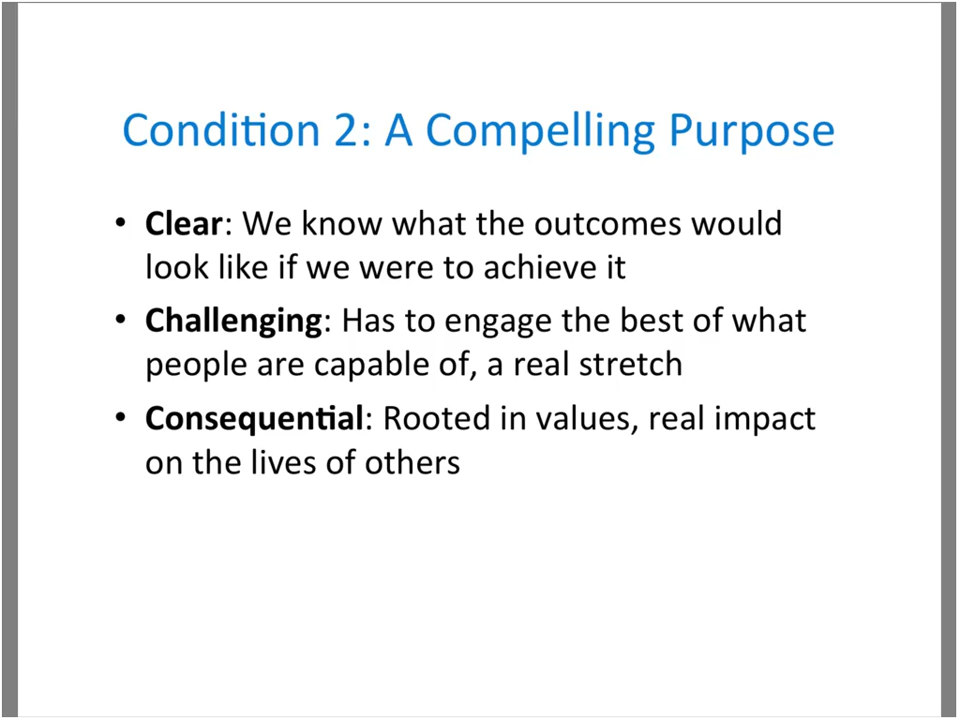 Condition 2: A Compelling Purpose
• Clear: We know what the outcomes would
look like if we were to achieve it
• Challenging: Has to engage the best of what
people are capable of, a real stretch
• Consequential: Rooted in values, real impact
on the lives of others